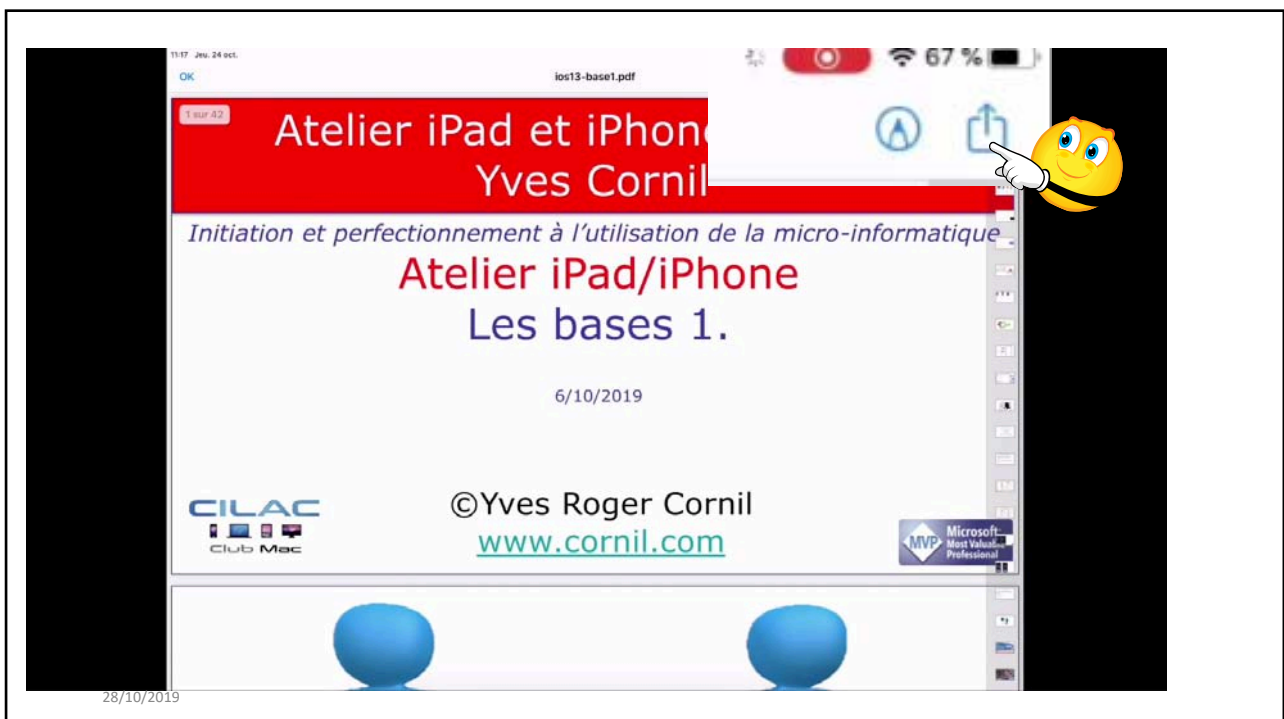 11:17 Jeu. 24 oct.
67 %
OK
ios13-base1.pdf
1 sur 42
Atelier iPad et iPhon
Yves Cornil
Initiation et perfectionnement à l'utilisation de la micro-informatique
Atelier iPad/iPhone
Les bases 1.
6/10/2019
©Yves Roger Cornil
www.cornil.com
CILAC
Club Mac
MVP
Microsoft
Most Valua
Professional
28/10/2019